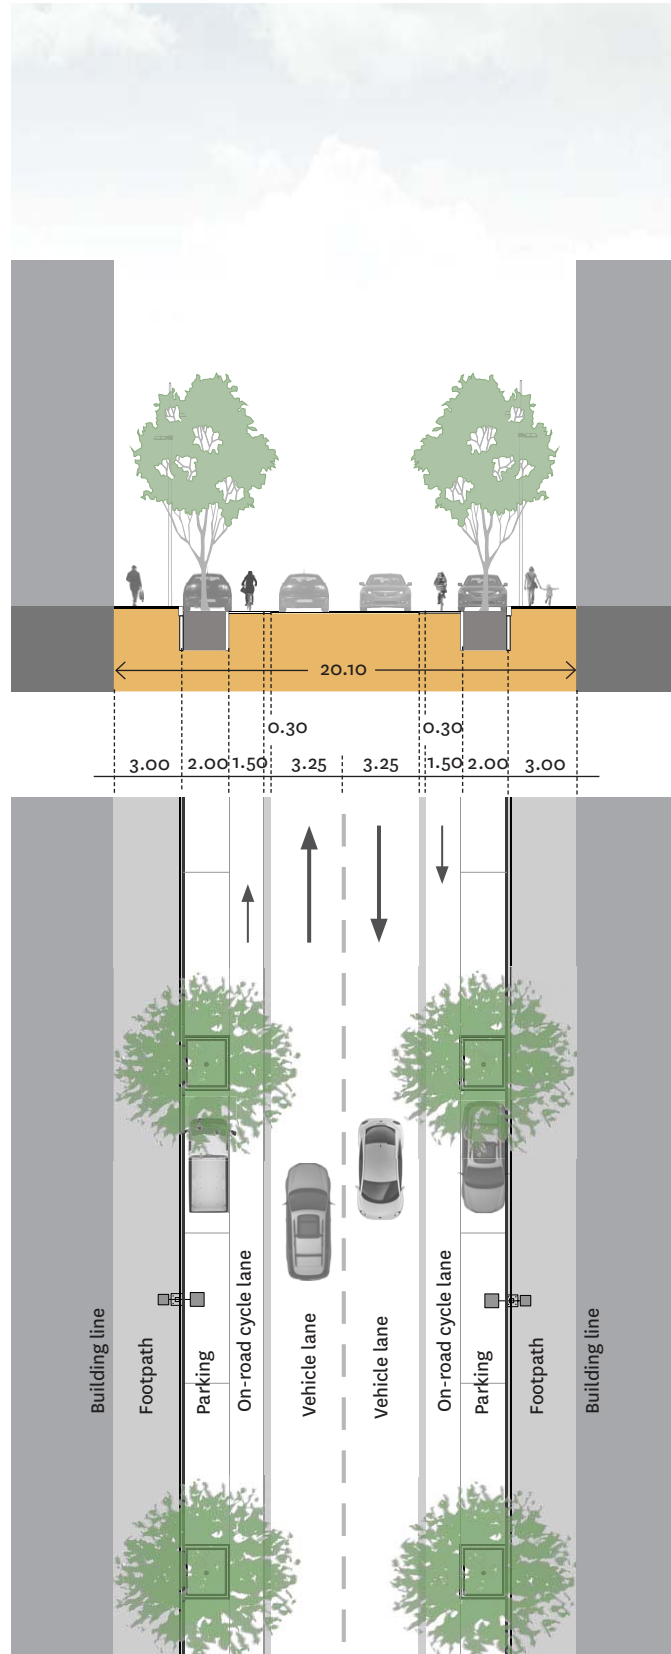 20.10
0.30 0.30
3.00 2.00 1.50 3.25 3.25 1.50 2.00 3.00
Building line
Footpath
Parking
On-road cycle lane
Vehicle lane
Vehicle lane
On-road cycle lane
Parking
Footpath
Building line